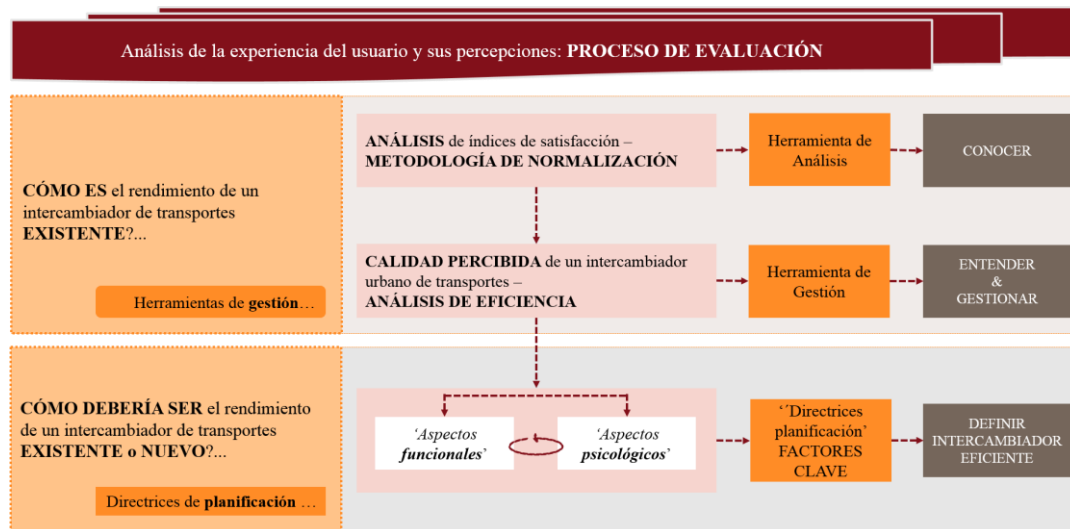 Análisis de la experiencia del usuario y sus percepciones: PROCESO DE EVALUACIÓN
CÓMO ES el rendimiento de un
intercambiador de transportes
EXISTENTE?...
Herramientas de gestión…
ANÁLISIS de índices de satisfacción –
METODOLOGÍA DE NORMALIZACIÓN
Herramienta de
Análisis
CONOCER
CALIDAD PERCIBIDA de un intercambiador
urbano de transportes –
ANÁLISIS DE EFICIENCIA
Herramienta de
Gestión
ENTENDER
&
GESTIONAR
CÓMO DEBERÍA SER el rendimiento
de un intercambiador de transportes
EXISTENTE o NUEVO?...
Directrices de planificación …
‘Aspectos
funcionales’
‘Aspectos
psicológicos’
‘´Directrices
planificación’
FACTORES
CLAVE
DEFINIR
INTERCAMBIADOR
EFICIENTE